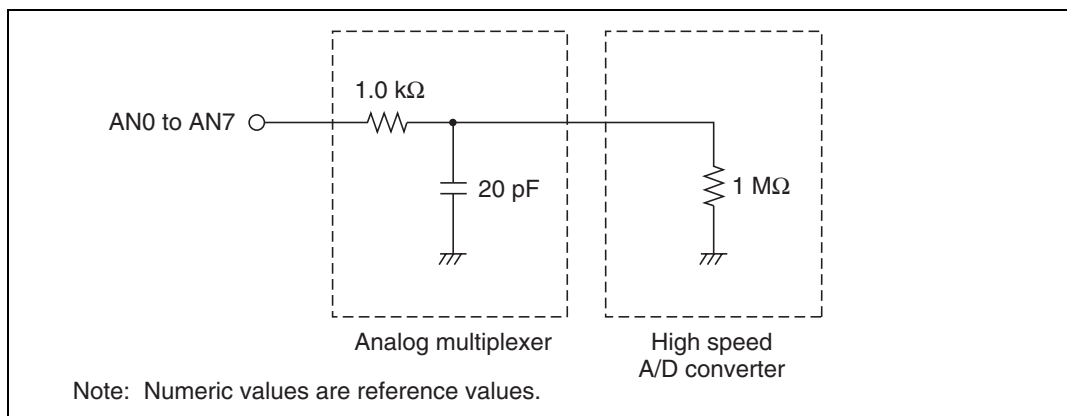 1.0 kΩ
AN0 to AN7
20 pF
1 MΩ
Analog multiplexer
High speed
A/D converter
Note: Numeric values are reference values.